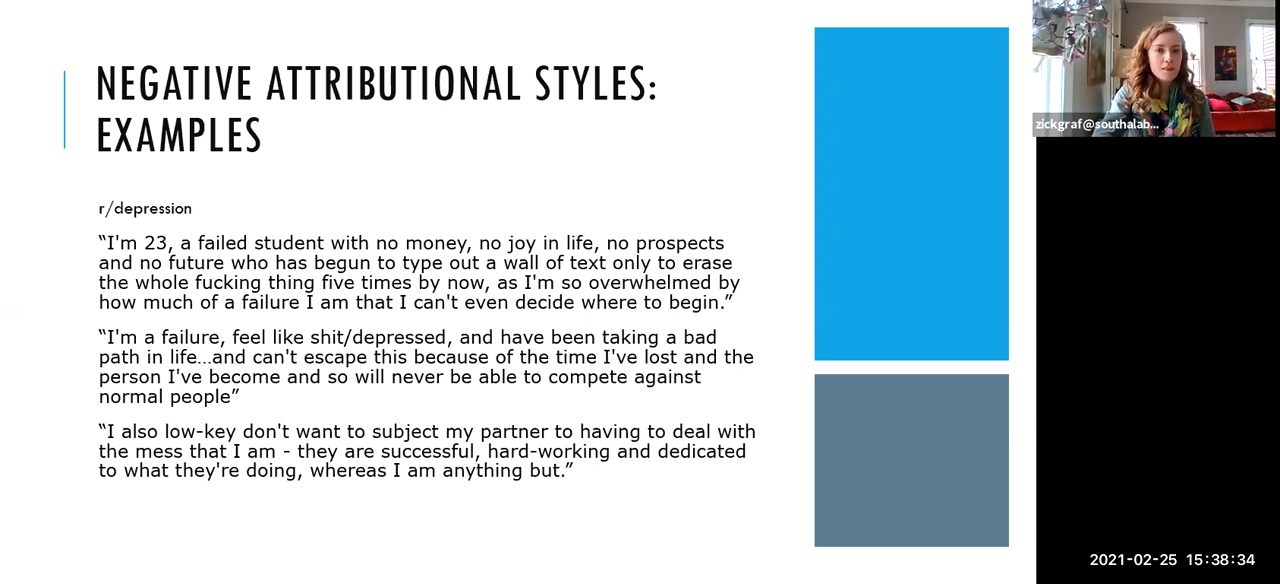 NEGATIVE ATTRIBUTIONAL STYLES:
EXAMPLES
r/depression
“I'm 23, a failed student with no money, no joy in life, no prospects
and no future who has begun to type out a wall of text only to erase
the whole fucking thing five times by now, as I'm so overwhelmed by
how much of a failure I am that I can't even decide where to begin.”
“I'm a failure, feel like shit/depressed, and have been taking a bad
path in life…and can't escape this because of the time I've lost and the
person I've become and so will never be able to compete against
normal people”
“I also low-key don't want to subject my partner to having to deal with
the mess that I am - they are successful, hard-working and dedicated
to what they're doing, whereas I am anything but.”
zickgraf@southalab...
2021-02-25 15:38:34